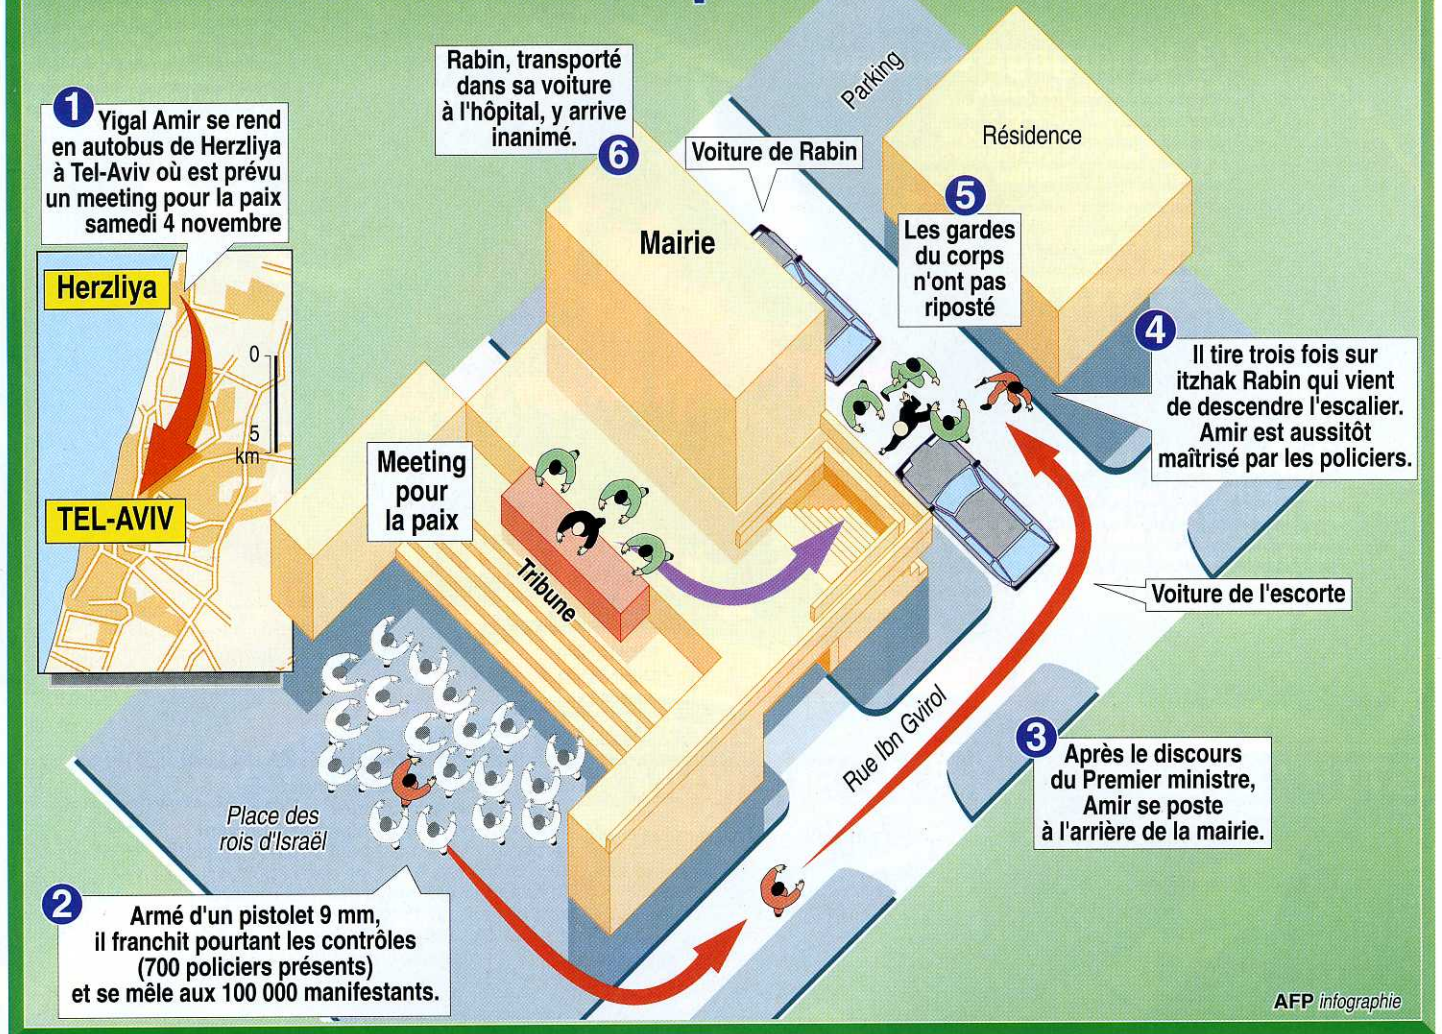 1
Yigal Amir se rend
en autobus de Herzliya
à Tel-Aviv où est prévu
un meeting pour la paix
samedi 4 novembre
Herzliya
0
5
km
TEL-AVIV
Rabin, transporté
dans sa voiture
à l'hôpital, y arrive
inanimé.
6
Voiture de Rabin
Parking
Résidence
Mairie
5
Les gardes
du corps
n'ont pas
riposté
4
Il tire trois fois sur
itzhak Rabin qui vient
de descendre l'escalier.
Amir est aussitôt
maîtrisé par les policiers.
Meeting
pour
la paix
Tribune
Voiture de l'escorte
Rue Ibn Gvirol
3
Après le discours
du Premier ministre,
Amir se poste
à l'arrière de la mairie.
Place des
rois d'Israël
2
Armé d'un pistolet 9 mm,
il franchit pourtant les contrôles
(700 policiers présents)
et se mêle aux 100 000 manifestants.
AFP infographie